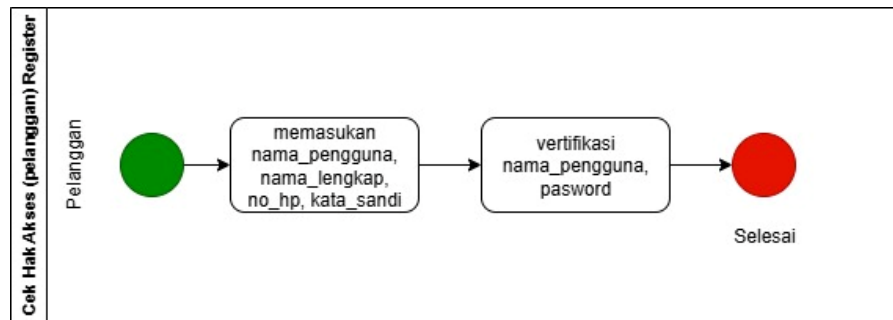 Cek Hak Akses (pelanggan) Register
Pelanggan
memasukan
nama_pengguna,
nama_lengkap,
no_hp, kata_sandi
vertifikasi
nama_pengguna,
pasword
Selesai